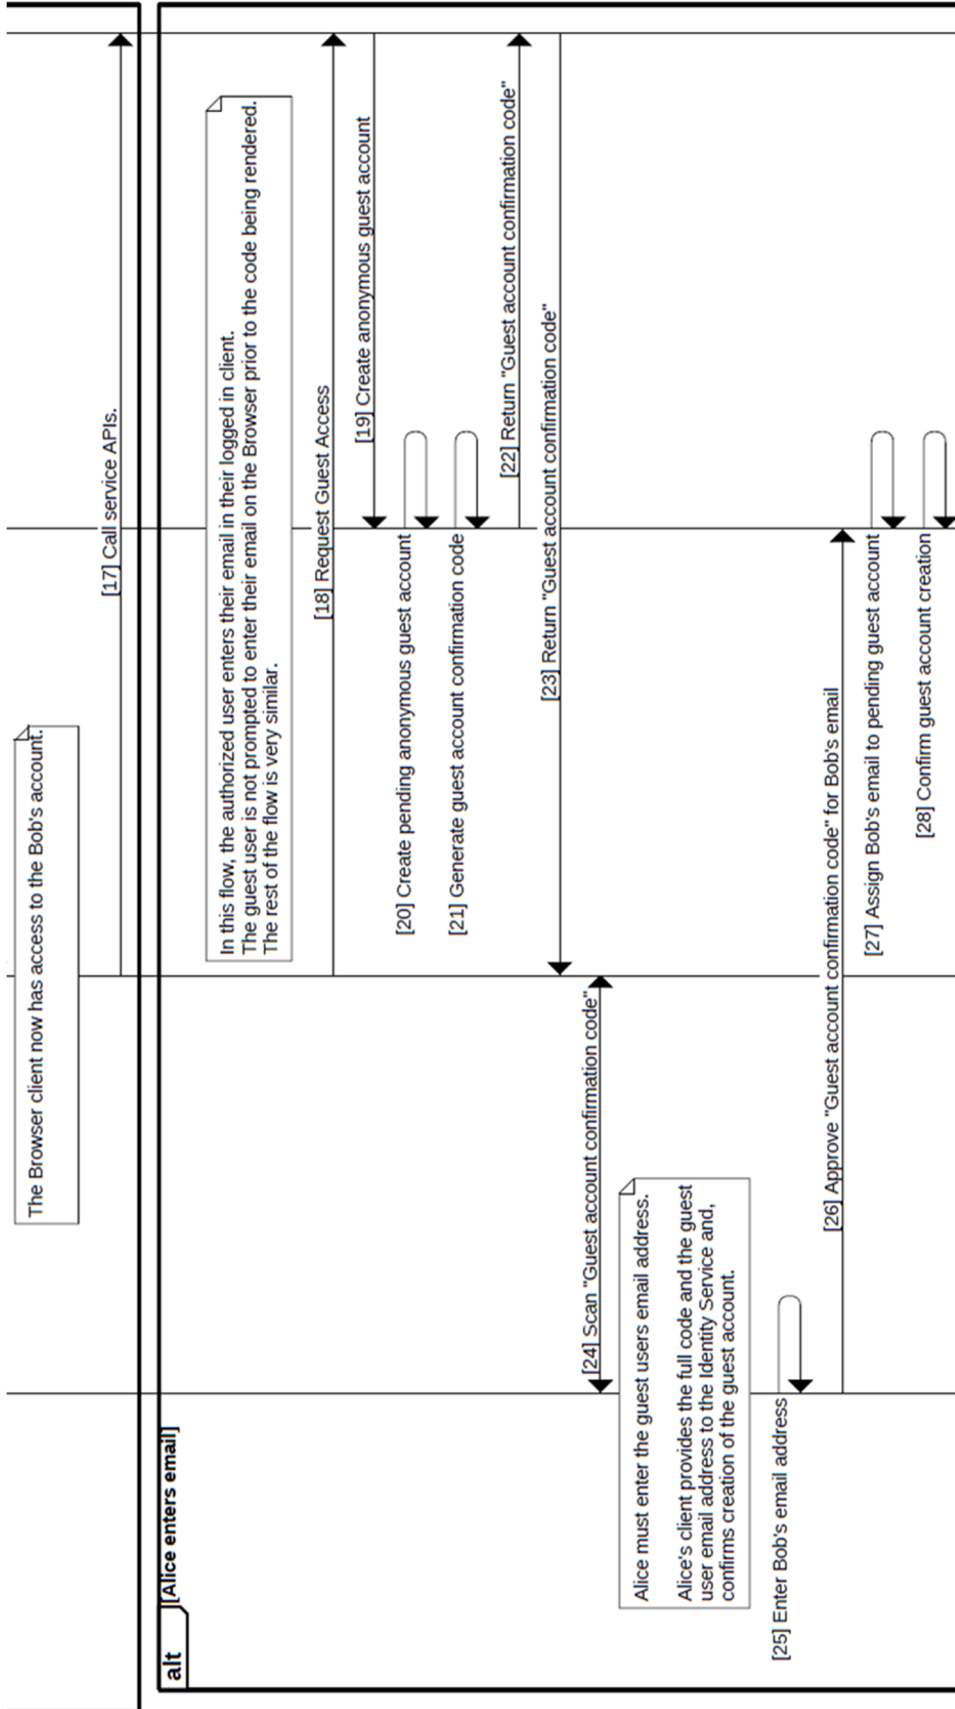 The Browser client now has access to the Bob's account.
[17] Call service APIs.
alt
[Alice enters email]
In this flow, the authorized user enters their email in their logged in client.
The guest user is not prompted to enter their email on the Browser prior to the code being rendered.
The rest of the flow is very similar.
[18] Request Guest Access
[19] Create anonymous guest account
[20] Create pending anonymous guest account
[21] Generate guest account confirmation code
[22] Return "Guest account confirmation code"
[23] Return "Guest account confirmation code"
[24] Scan "Guest account confirmation code"
Alice must enter the guest users email address.
Alice's client provides the full code and the guest
user email address to the Identity Service and,
confirms creation of the guest account.
[25] Enter Bob's email address
[26] Approve "Guest account confirmation code" for Bob's email
[27] Assign Bob's email to pending guest account
[28] Confirm guest account creation